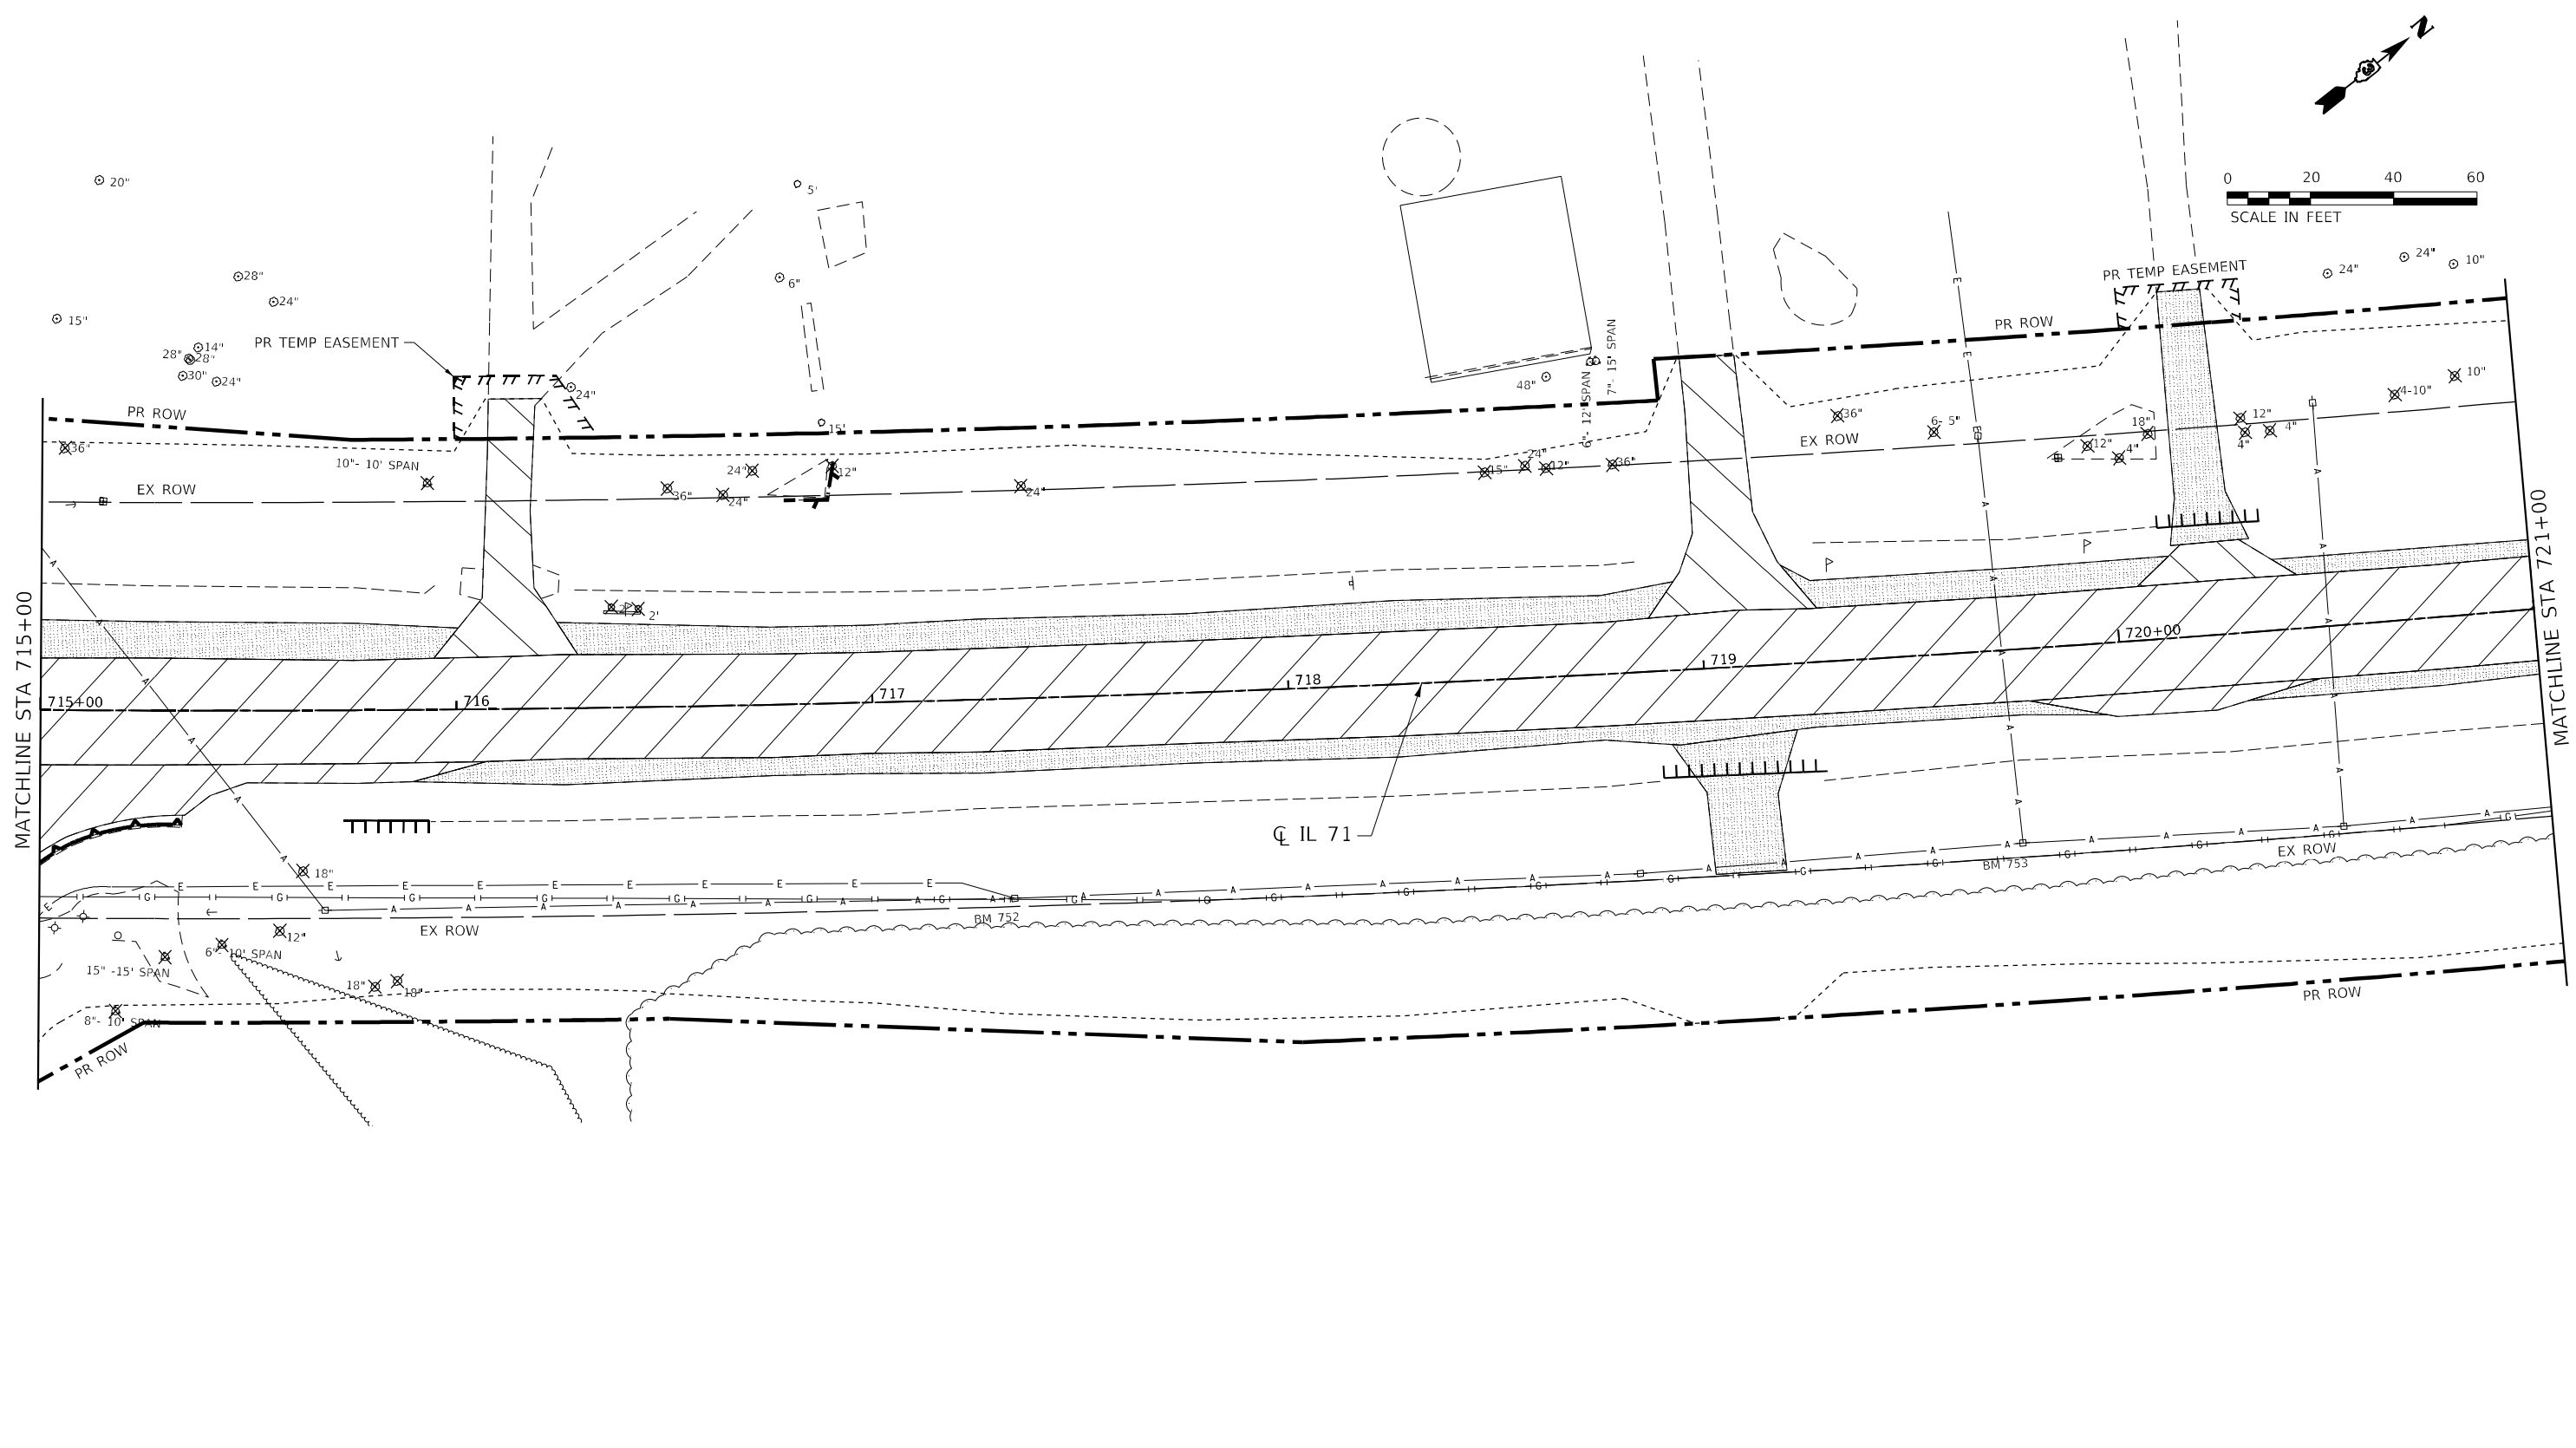 N
3
0 20 40 60
SCALE IN FEET
20"
5'
28"
6"
24"
15"
14"
28"
28"
30"
24"
PR TEMP EASEMENT
24"
15'
PR TEMP EASEMENT
24"
24"
10"
PR ROW
48"
6"- 12' SPAN
7"- 15' SPAN
PR ROW
36"
10"- 10' SPAN
EX ROW
36"
24"
24"
12"
24"
15"
24"
12"
36"
36"
EX ROW
6- 5"
12"
18"
4"
12"
4"
4"
4-10"
10"
E
E
E
A
A
A
A
A
A
A
A
A
A
A
2'
MATCHLINE STA 715+00
MATCHLINE STA 721+00
715+00
716
717
718
719
720+00
A
A
A
A
A
A
℄ IL 71
18"
E E E E E E E E E E E E
G G G G G G G G G G G G G G G G G G
A A A A A A A A A A A A A A A A A A A A A A A A A A A A
BM 752
BM 753
EX ROW
EX ROW
12"
6"- 10' SPAN
15" -15' SPAN
18"
18"
8"- 10' SPAN
PR ROW
PR ROW